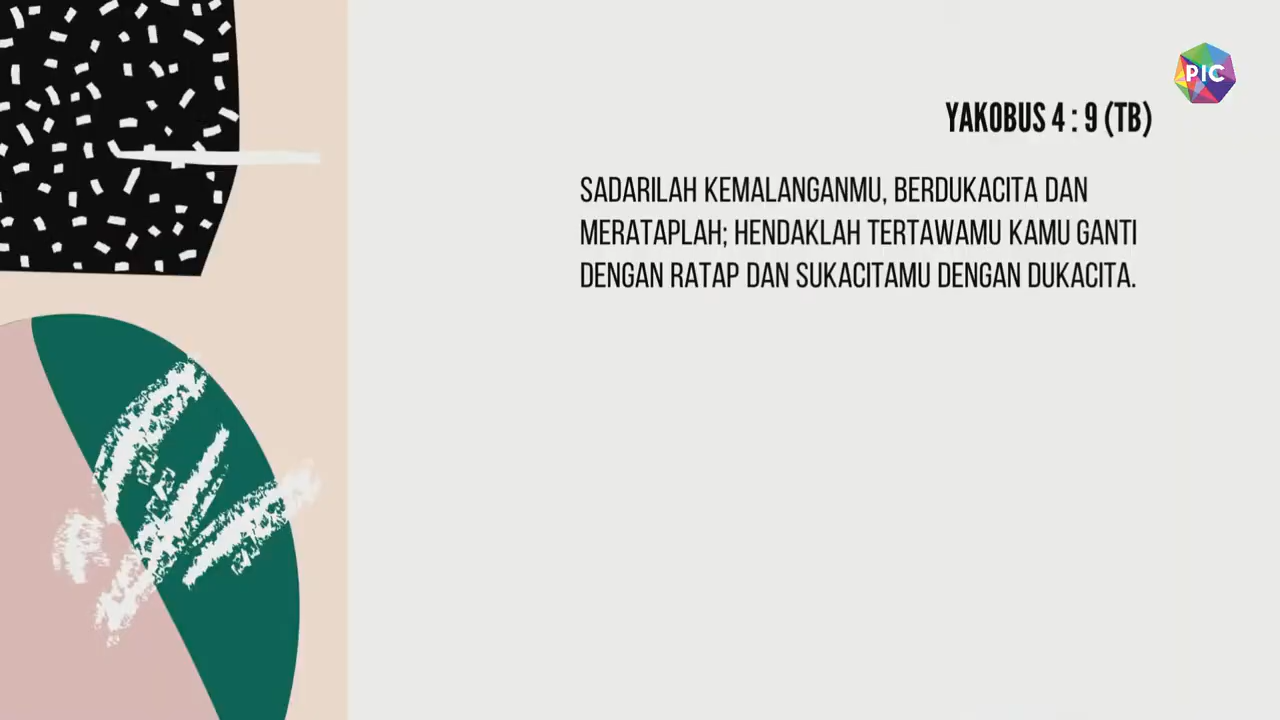 PIC
YAKOBUS 4 : 9 (TB)
SADARILAH KEMALANGANMU, BERDUKACITA DAN
MERATAPLAH; HENDAKLAH TERTAWAMU KAMU GANTI
DENGAN RATAP DAN SUKACITAMU DENGAN DUKACITA.